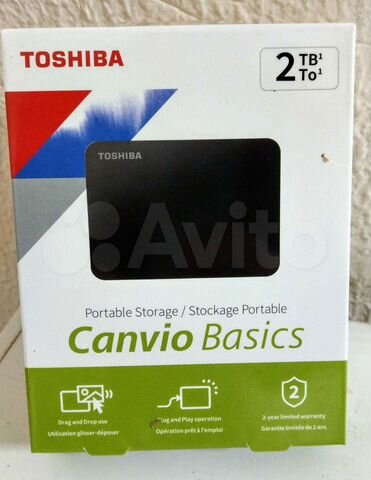 TOSHIBA
2 TB¹
To¹
TOSHIBA
Avito
Portable Storage / Stockage Portable
Canvio Basics
Drag and Drop use
Utilisation glisser-déposer
Plug and Play operation
Opération prêt à l'emploi
2
2-year limited warranty
Garantie limitée de 2 ans